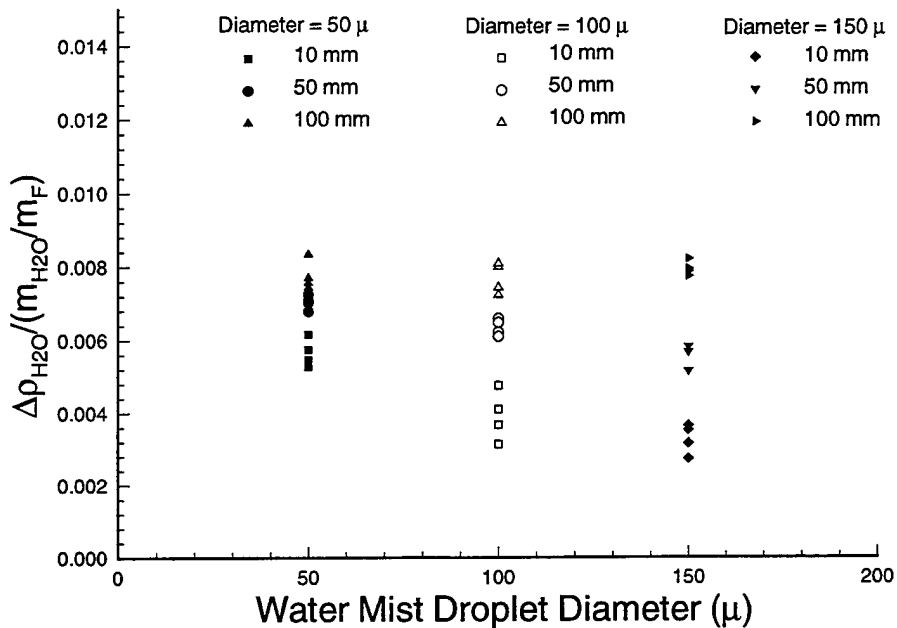 Diameter = 50 μ
10 mm
50 mm
100 mm
Diameter = 100 μ
10 mm
50 mm
100 mm
Diameter = 150 μ
10 mm
50 mm
100 mm
0.014
0.012
0.010
0.008
0.006
0.004
0.002
0.000
Δρ_H2O/(m_H2O/m_F)
0 50 100 150 200
Water Mist Droplet Diameter (μ)